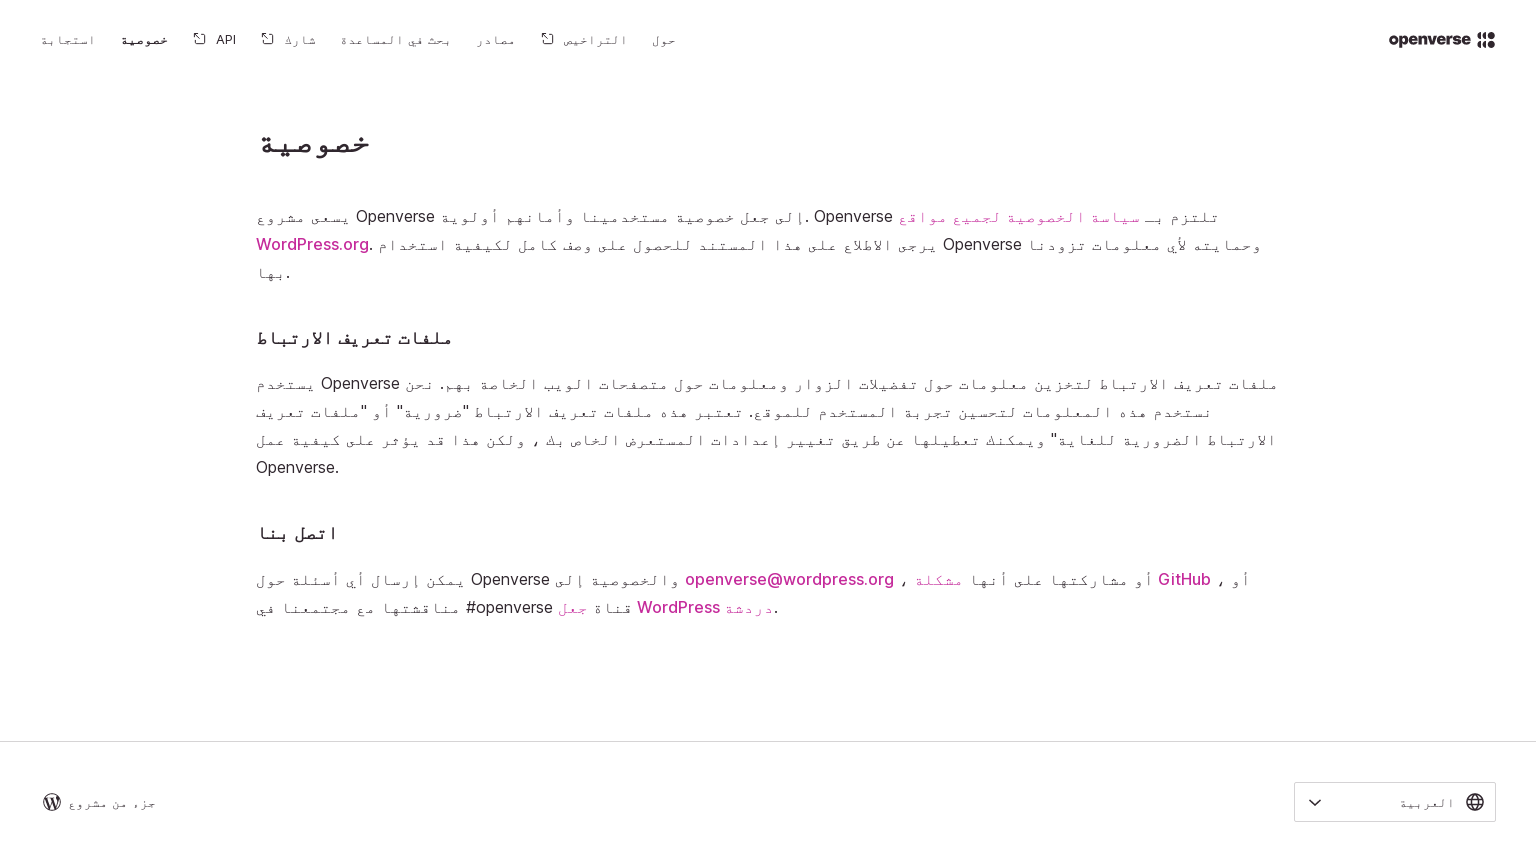 openverse
حول
التراخيص
مصادر
بحث في المساعدة
شارك
API
خصوصية
استجابة
خصوصية
يسعى مشروع Openverse إلى جعل خصوصية مستخدمينا وأمانهم أولوية. Openverse تلتزم بـ سياسة الخصوصية لجميع مواقع
WordPress.org. يرجى الاطلاع على هذا المستند للحصول على وصف كامل لكيفية استخدام Openverse وحمايته لأي معلومات تزودنا
بها.
ملفات تعريف الارتباط
يستخدم Openverse ملفات تعريف الارتباط لتخزين معلومات حول تفضيلات الزوار ومعلومات حول متصفحات الويب الخاصة بهم. نحن
نستخدم هذه المعلومات لتحسين تجربة المستخدم للموقع. تعتبر هذه ملفات تعريف الارتباط "ضرورية" أو "ملفات تعريف
الارتباط الضرورية للغاية" ويمكنك تعطيلها عن طريق تغيير إعدادات المستعرض الخاص بك ، ولكن هذا قد يؤثر على كيفية عمل
Openverse.
اتصل بنا
يمكن إرسال أي أسئلة حول Openverse والخصوصية إلى openverse@wordpress.org ، أو مشاركتها على أنها مشكلة GitHub ، أو
مناقشتها مع مجتمعنا في #openverse قناة جعل WordPress دردشة.
العربية
جزء من مشروع